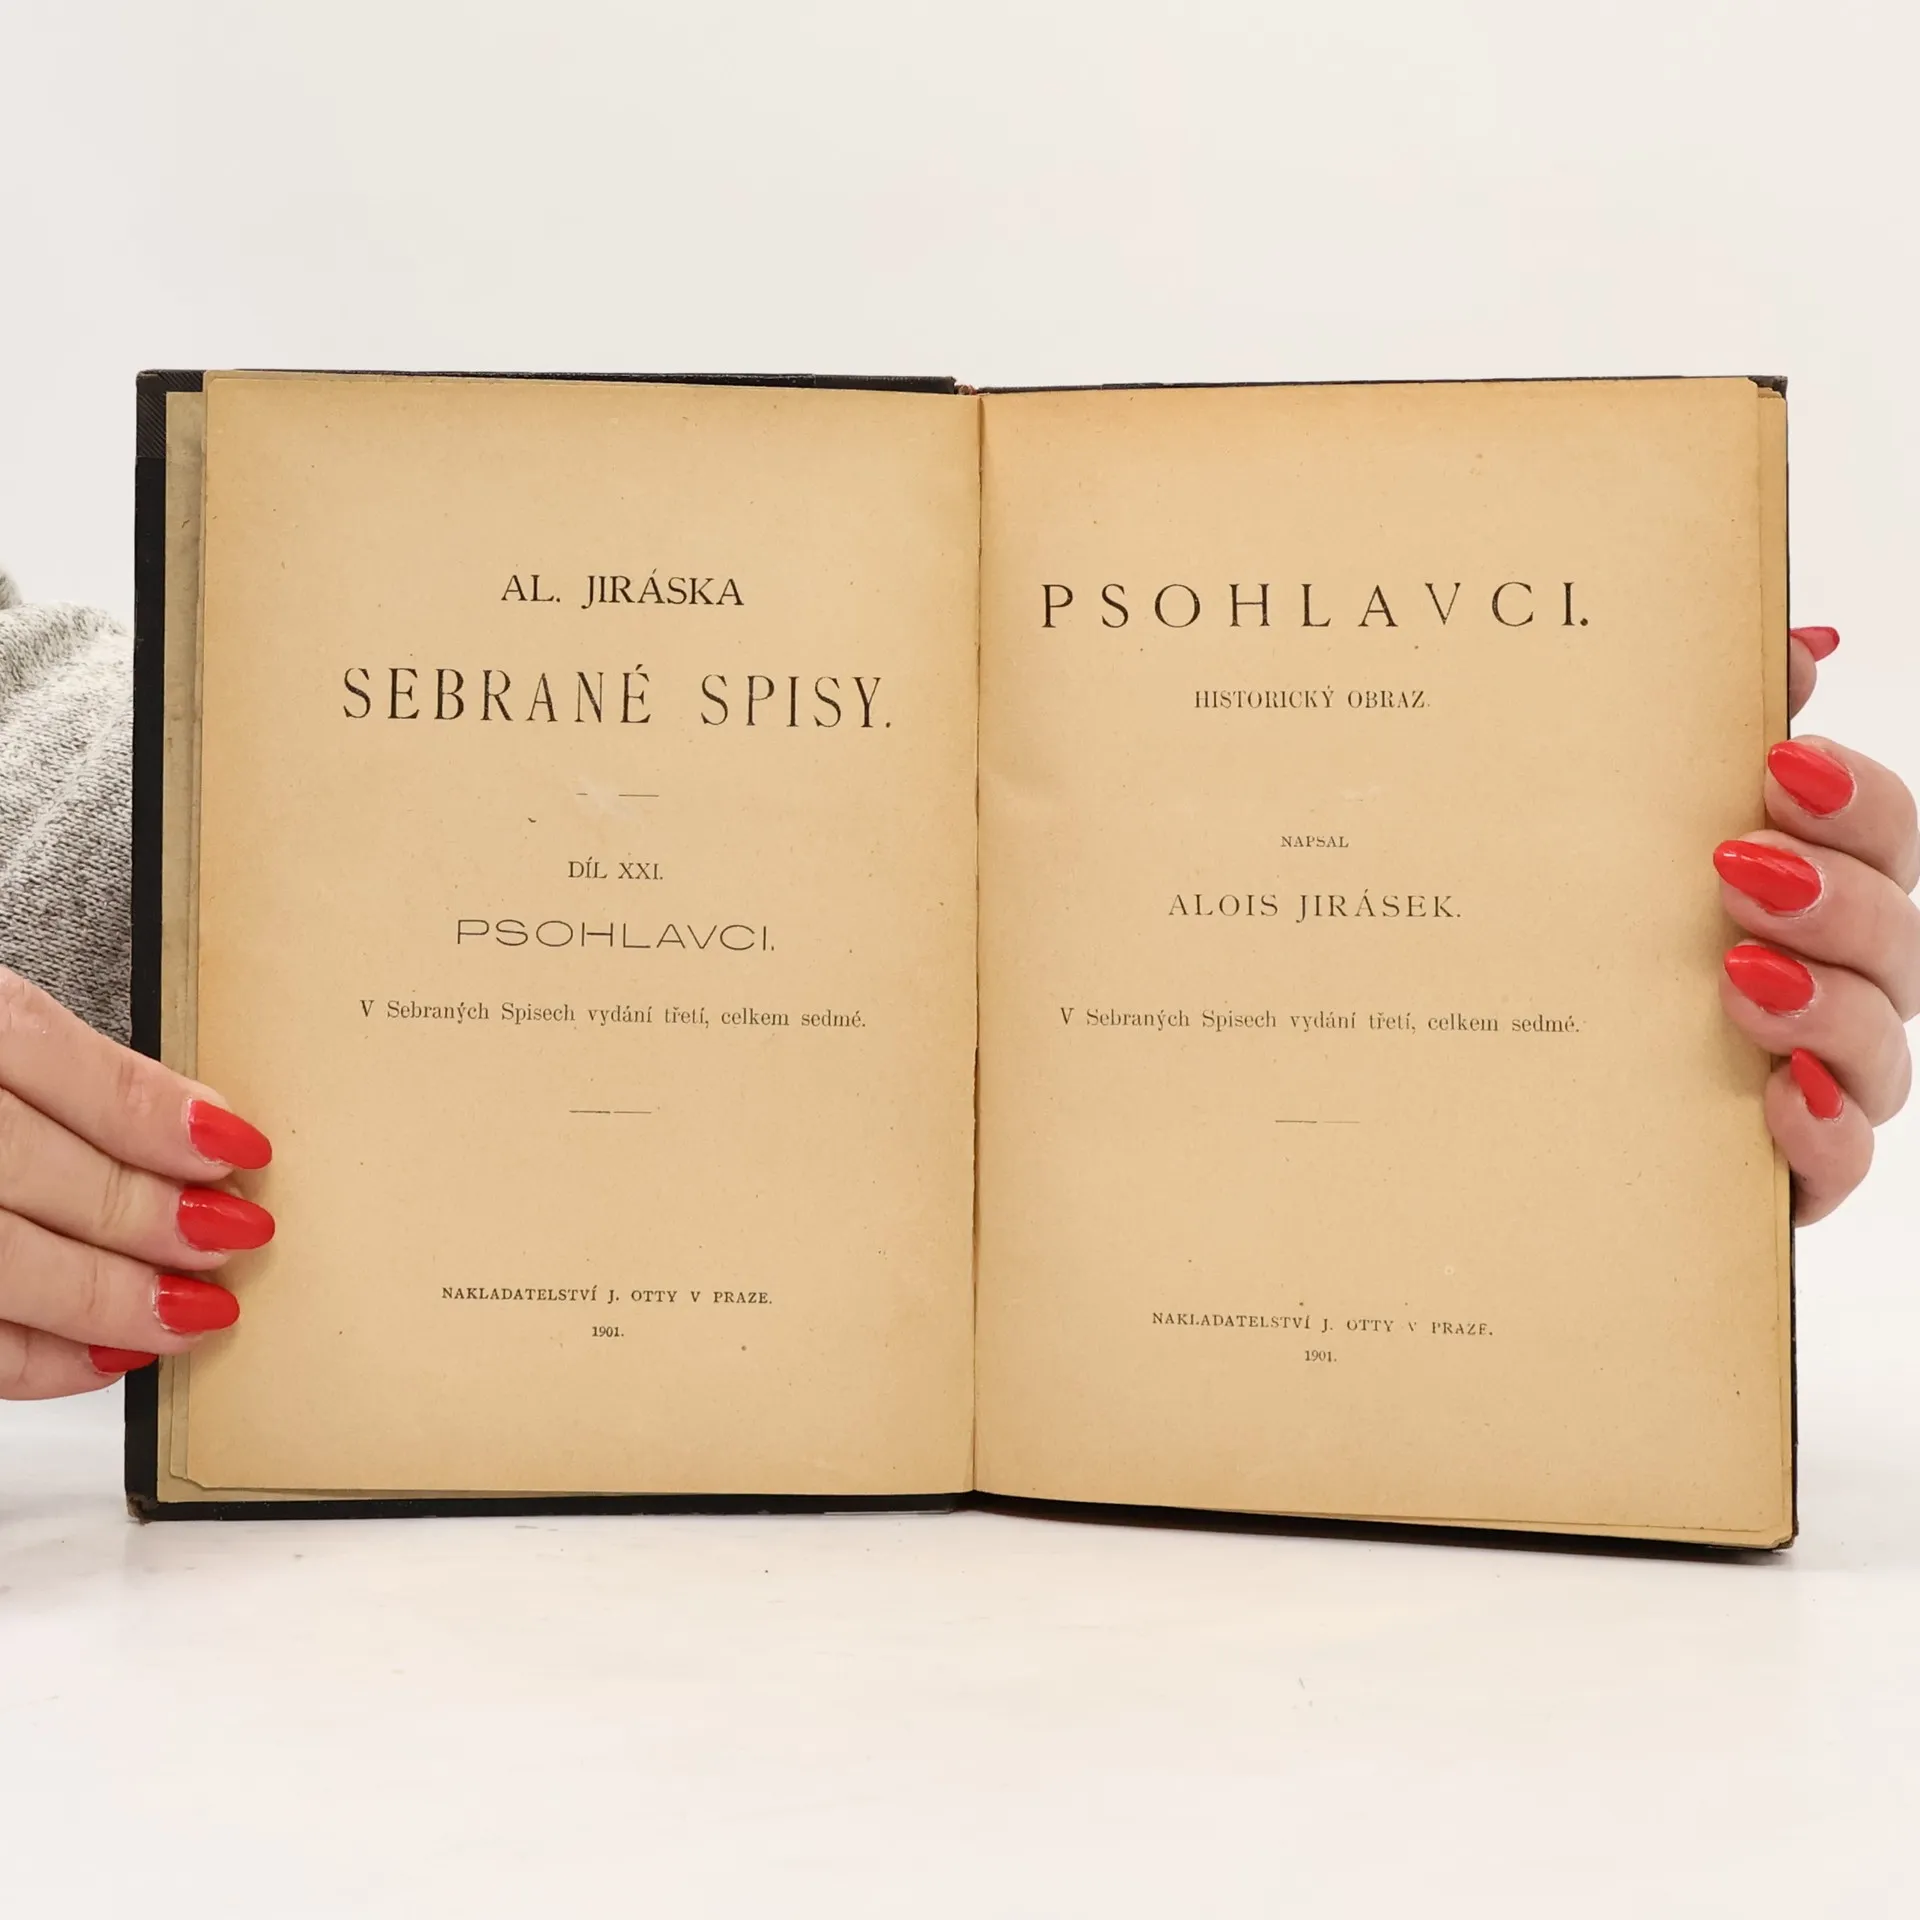 AL. JIRÁSKA
SEBRANÉ SPISY.
DÍL XXI.
PSOHLAVCI.
V Sebraných Spisech vydání třetí, celkem sedmé.
NAKLADATELSTVÍ J. OTTY V PRAZE.
1901.
PSOHLAVCI.
HISTORICKÝ OBRAZ.
NAPSAL
ALOIS JIRÁSEK.
V Sebraných Spisech vydání třetí, celkem sedmé.
NAKLADATELSTVÍ J. OTTY V PRAZE.
1901.